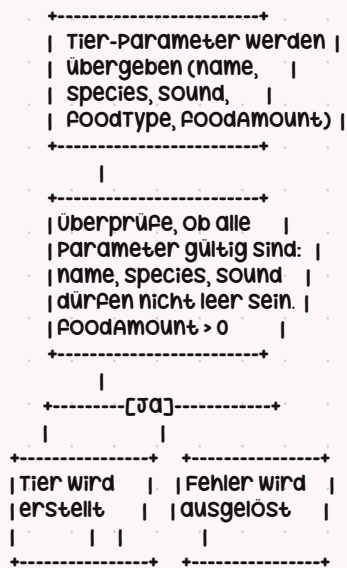 +-------------------------+
| Tier-Parameter werden |
| übergeben (name, |
| species, sound, |
| foodType, foodAmount) |
+-------------------------+
|
+-------------------------+
| Überprüfe, ob alle |
| Parameter gültig sind: |
| name, species, sound |
| dürfen nicht leer sein. |
| foodAmount > 0 |
+-------------------------+
|
+---------[Ja]------------+
| |
+-----------------+ +----------------+
| Tier wird | | Fehler wird |
| erstellt | | ausgelöst |
| | | |
+-----------------+ +----------------+